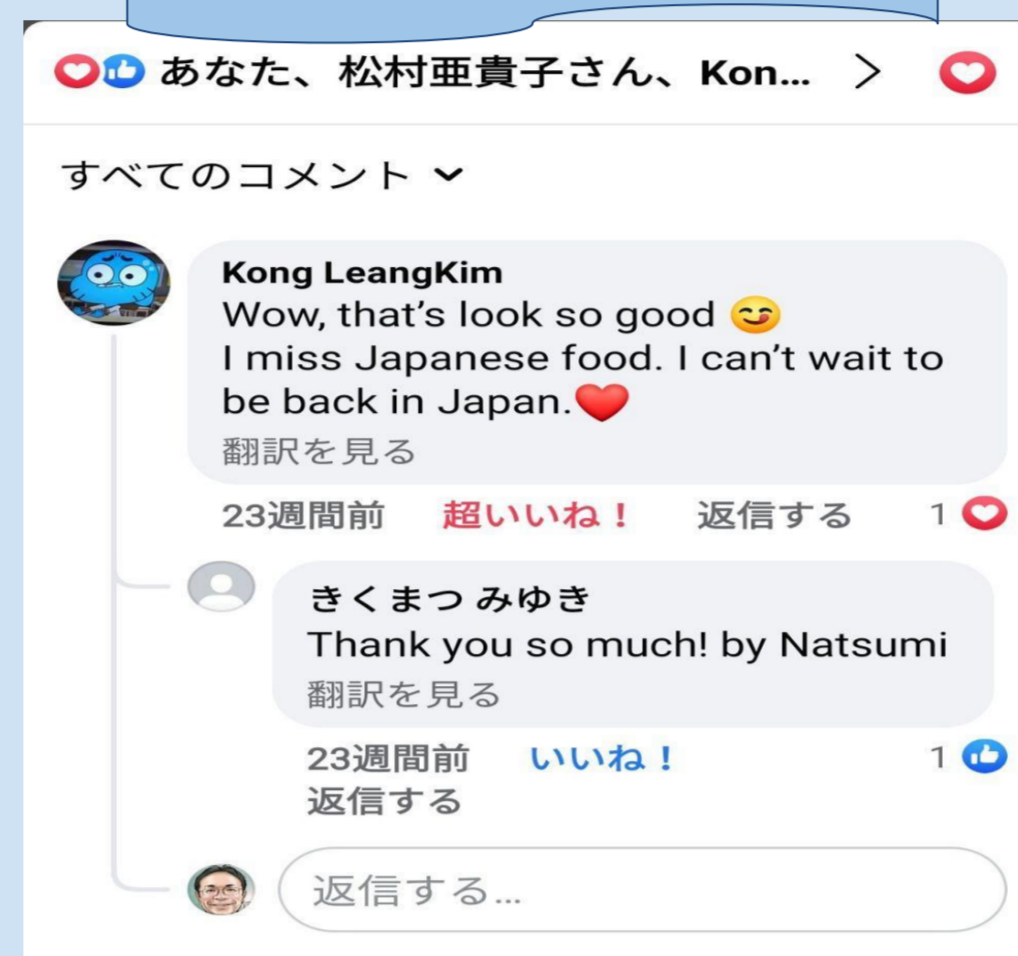 あなた、松村亜貴子さん、Kon...
すべてのコメント
Kong LeangKim
Wow, that's look so good 😋
I miss Japanese food. I can't wait to
be back in Japan.❤️
翻訳を見る
23週間前 超いいね！ 返信する 1
きくまつ みゆき
Thank you so much! by Natsumi
翻訳を見る
23週間前 いいね！ 1
返信する
返信する...